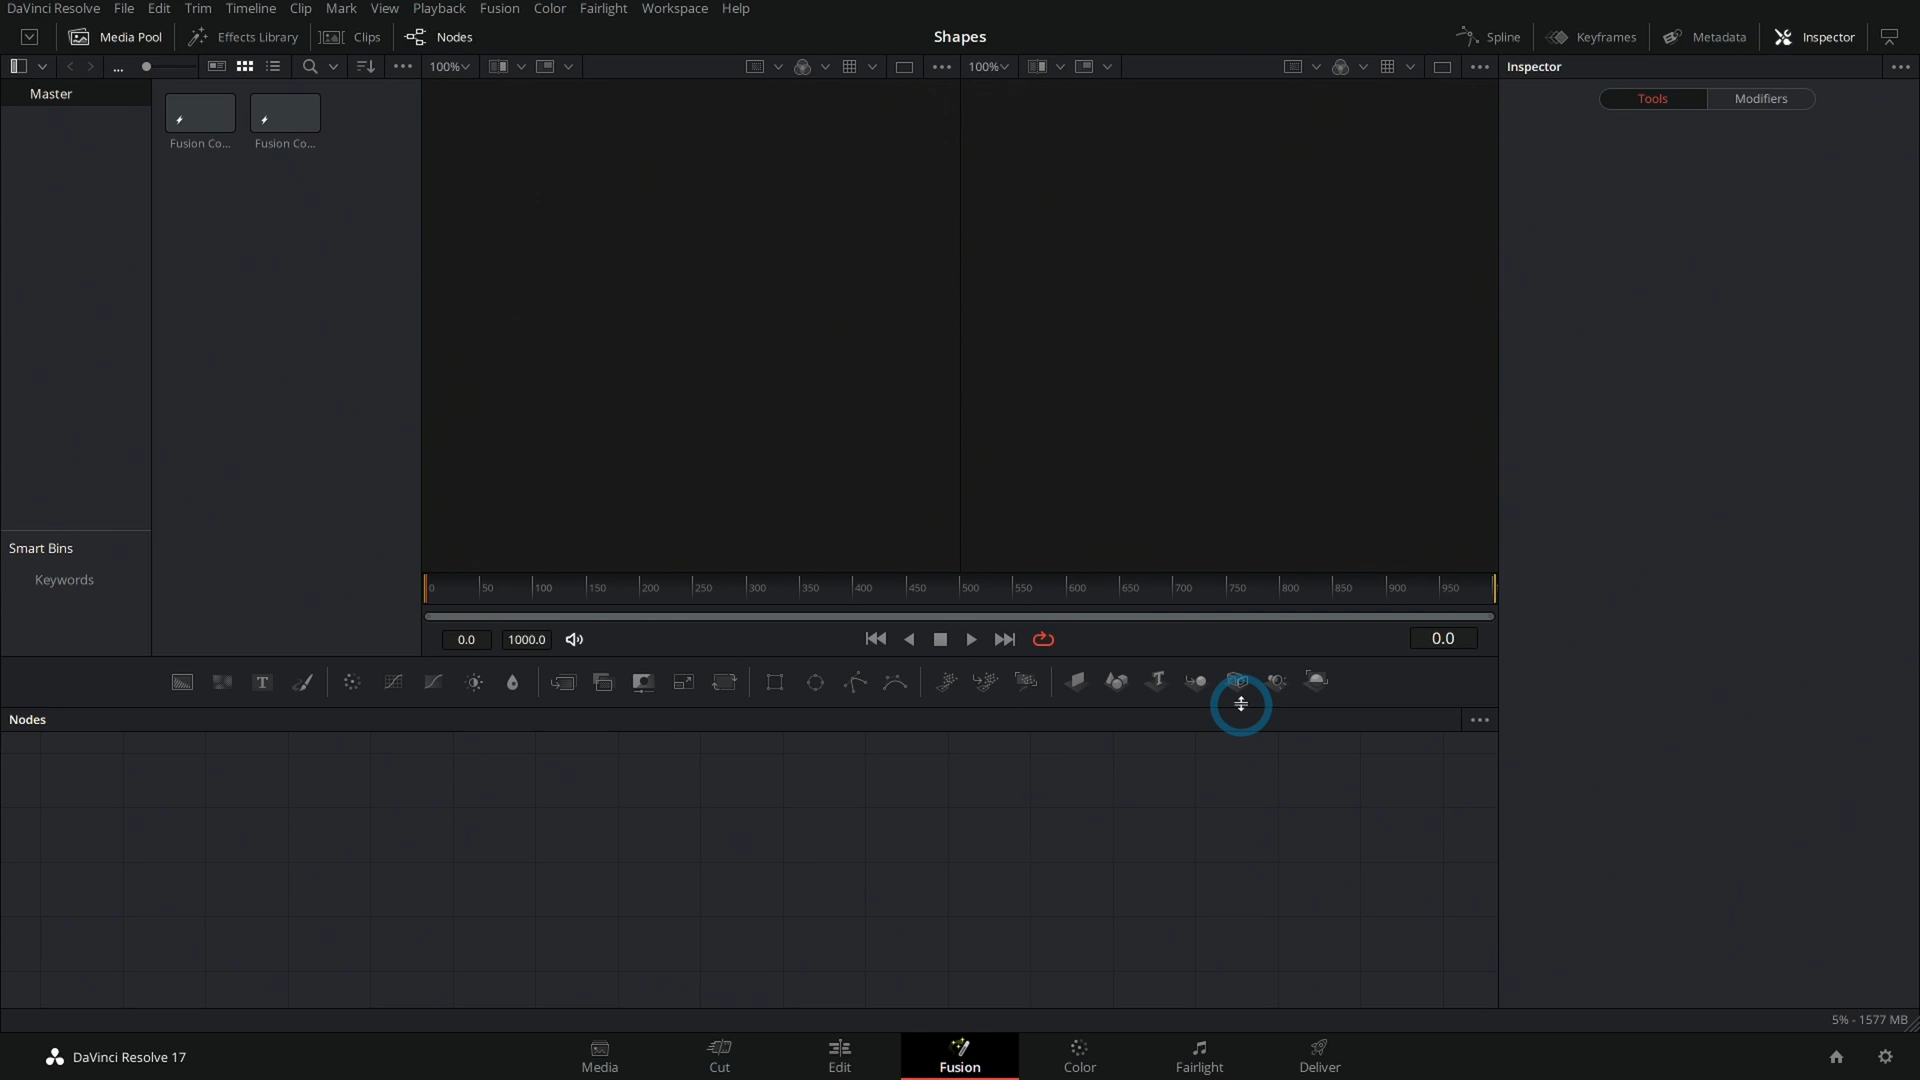 DaVinci Resolve File Edit Trim Timeline Clip Mark View Playback Fusion Color Fairlight Workspace Help
Media Pool Effects Library Clips Nodes Shapes Spline Keyframes Metadata Inspector
... 100% 100% Inspector
Master
Tools Modifiers
Fusion Co... Fusion Co...
Smart Bins
Keywords
0 50 100 150 200 250 300 350 400 450 500 550 600 650 700 750 800 850 900 950
0.0 1000.0 0.0
T
Nodes
5% - 1577 MB
DaVinci Resolve 17
Media Cut Edit Fusion Color Fairlight Deliver